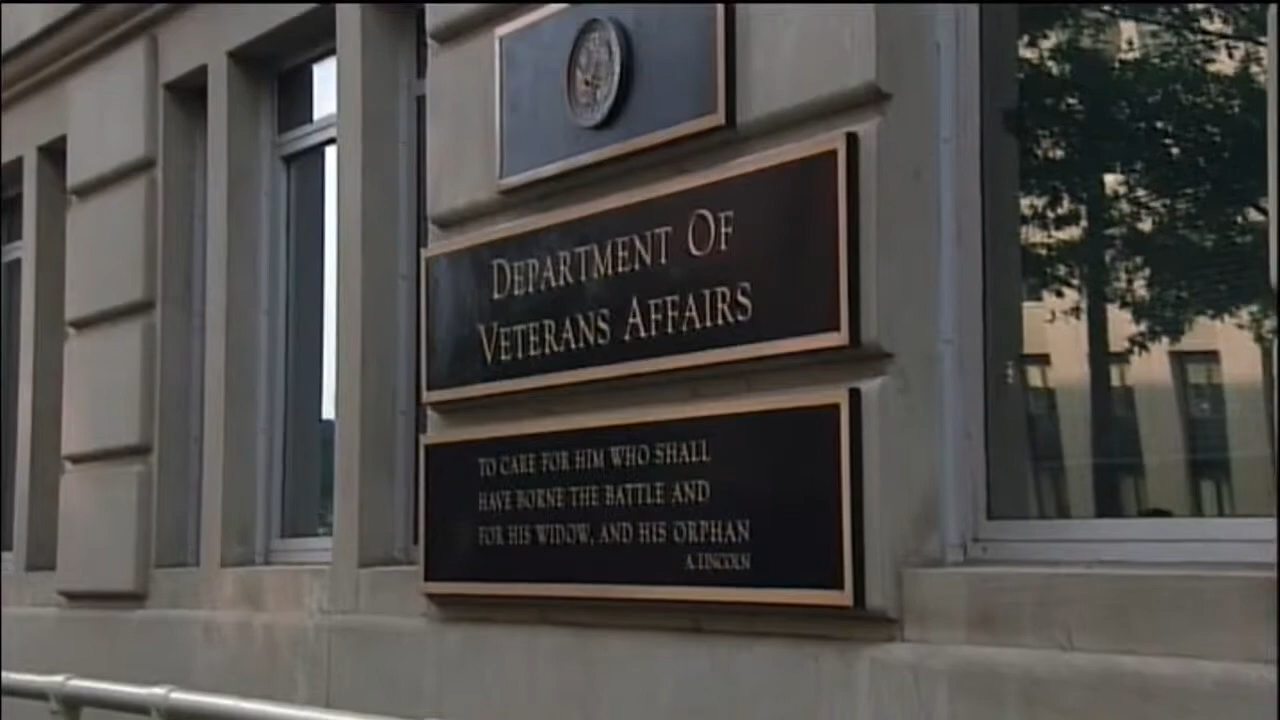 DEPARTMENT OF
VETERANS AFFAIRS
TO CARE FOR HIM WHO SHALL
HAVE BORNE THE BATTLE AND
FOR HIS WIDOW, AND HIS ORPHAN
A. LINCOLN